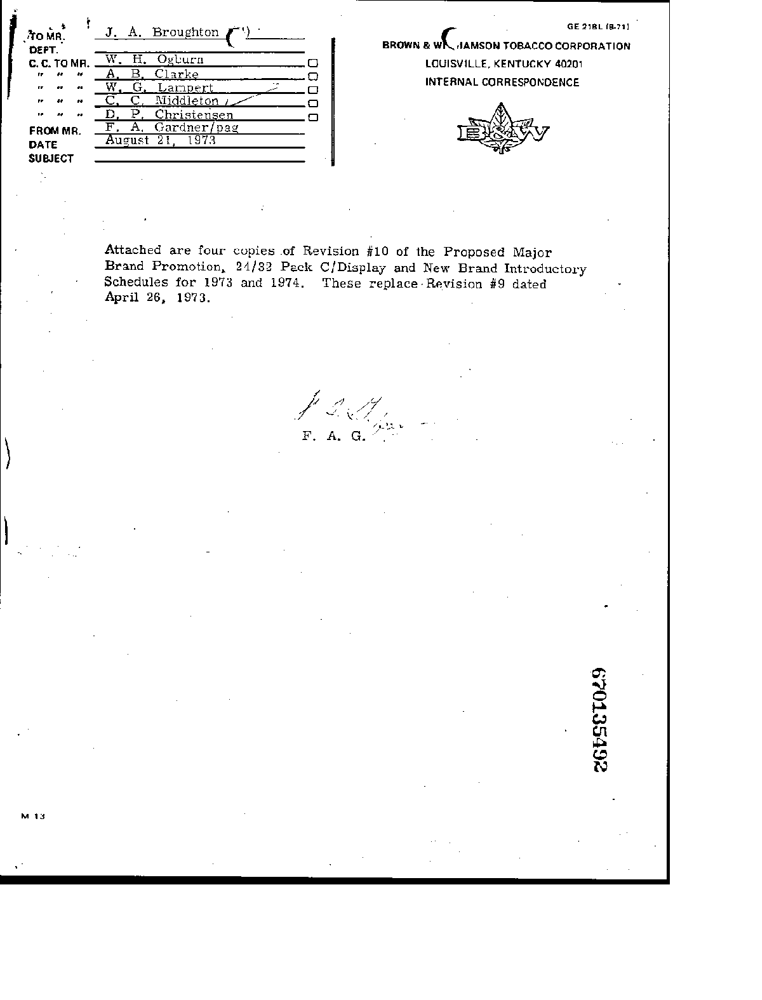 GE 218L (8-71)
TO MR. J. A. Broughton
DEPT.
C. C. TO MR. W. H. Ogburn
" " " A. B. Clarke
" " " W. G. Lampert
" " " C. C. Middleton
" " " D. P. Christensen
FROM MR. F. A. Gardner/pag
DATE August 21, 1973
SUBJECT
BROWN & W IAMSON TOBACCO CORPORATION
LOUISVILLE, KENTUCKY 40201
INTERNAL CORRESPONDENCE
B&W
Attached are four copies of Revision #10 of the Proposed Major
Brand Promotion, 24/32 Pack C/Display and New Brand Introductory
Schedules for 1973 and 1974. These replace Revision #9 dated
April 26, 1973.
F. A. G.
670135492
M 13